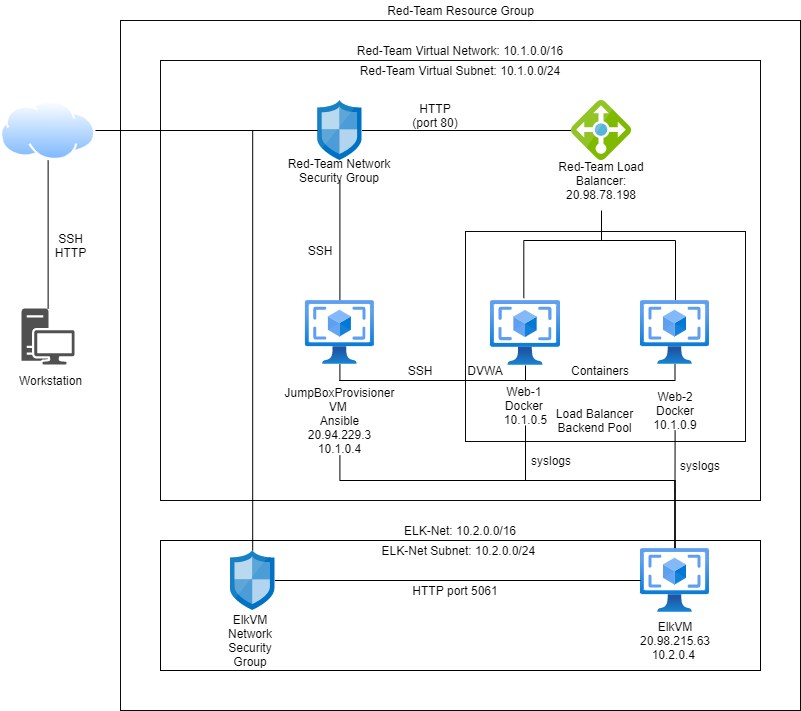 Red-Team Resource Group
Red-Team Virtual Network: 10.1.0.0/16
Red-Team Virtual Subnet: 10.1.0.0/24
HTTP
(port 80)
Red-Team Network
Security Group
Red-Team Load
Balancer:
20.98.78.198
SSH
HTTP
SSH
Workstation
SSH
DVWA
Containers
JumpBoxProvisioner
VM
Ansible
20.94.229.3
10.1.0.4
Web-1
Docker
10.1.0.5
Load Balancer
Backend Pool
Web-2
Docker
10.1.0.9
syslogs
syslogs
ELK-Net: 10.2.0.0/16
ELK-Net Subnet: 10.2.0.0/24
HTTP port 5061
ElkVM
Network
Security
Group
ElkVM
20.98.215.63
10.2.0.4